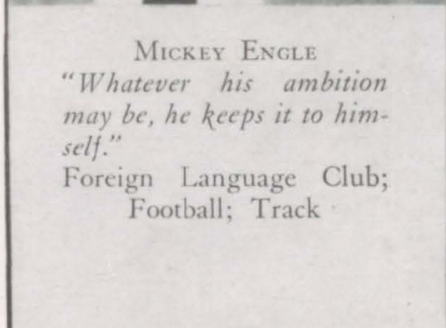 MICKEY ENGLE
"Whatever his ambition
may be, he keeps it to him-
self."
Foreign Language Club;
Football; Track